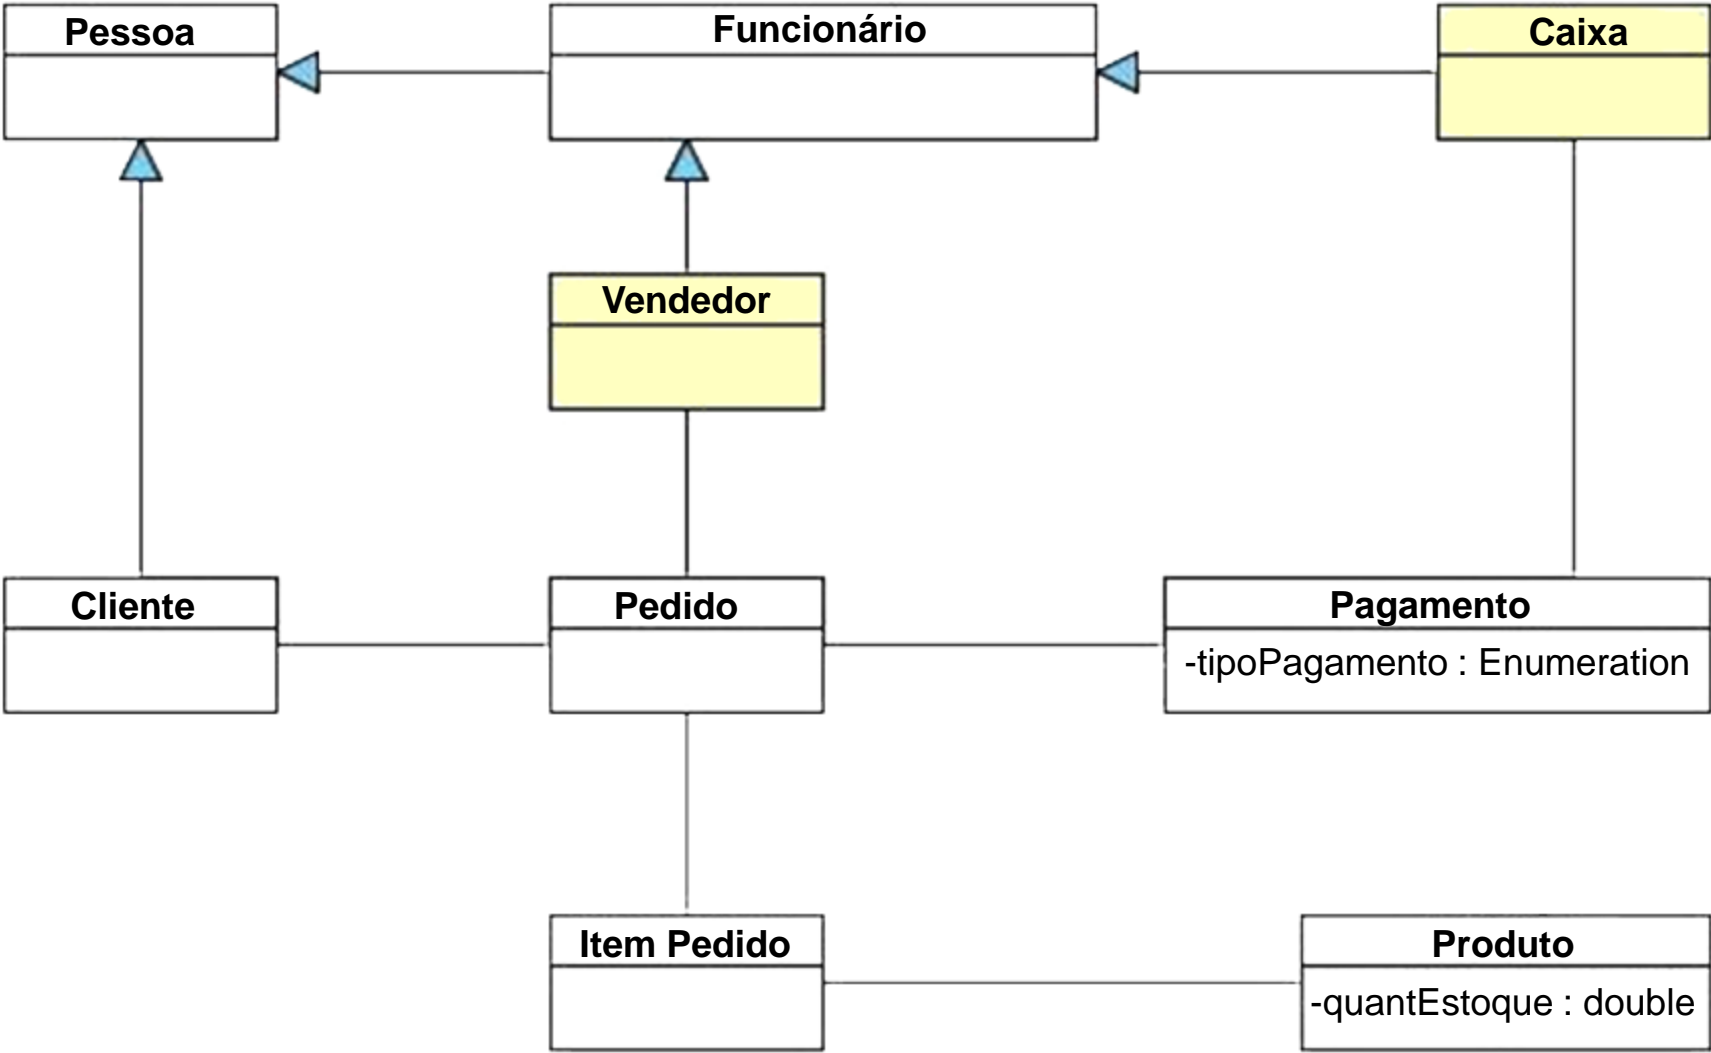 Pessoa
Funcionário
Caixa
Vendedor
Cliente
Pedido
Pagamento
-tipoPagamento : Enumeration
Item Pedido
Produto
-quantEstoque : double